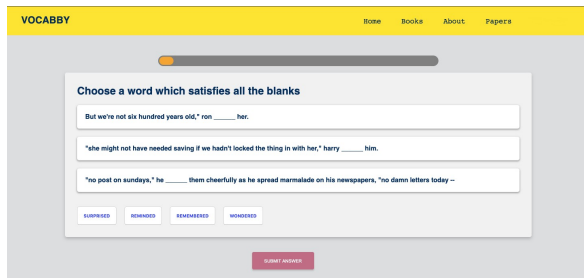 VOCABBY
Home Books About Papers
Choose a word which satisfies all the blanks
But we're not six hundred years old," ron ______ her.
"she might not have needed saving if we hadn't locked the thing in with her," harry ______ him.
"no post on sundays," he ______ them cheerfully as he spread marmalade on his newspapers, "no damn letters today --
SURPRISED REMINDED REMEMBERED WONDERED
SUBMIT ANSWER